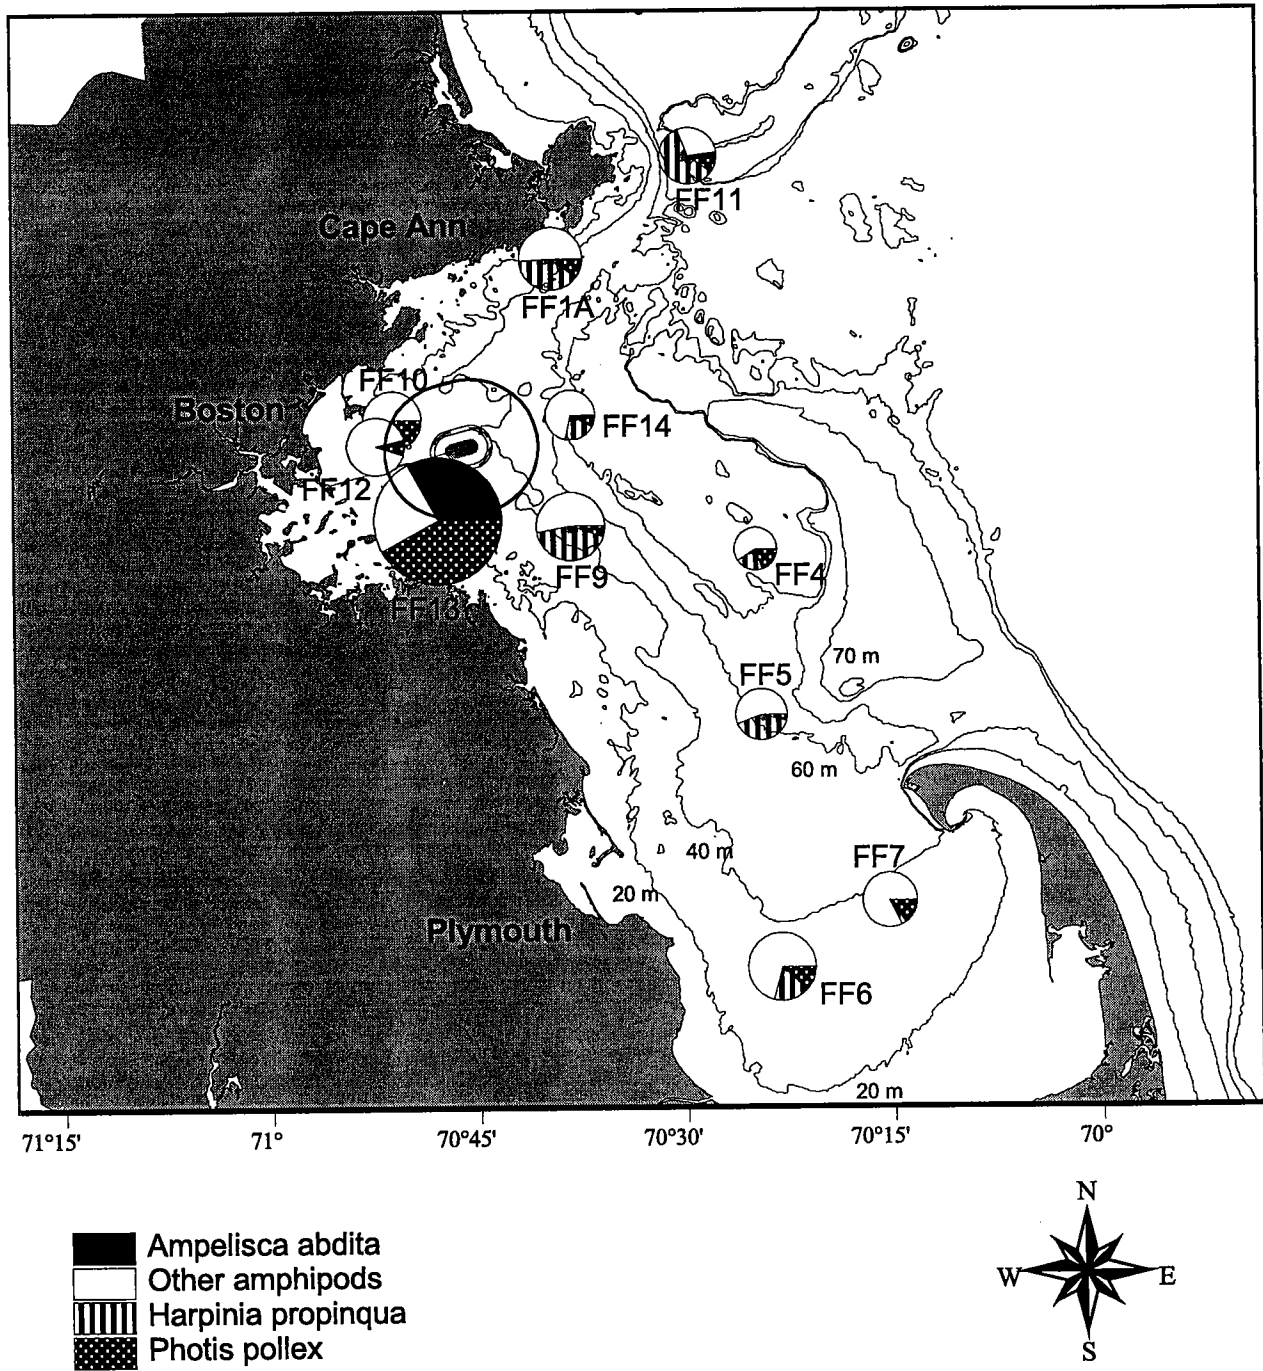 FF11
Cape Ann
FF1A
FF10
Boston
FF14
FF12
FF9
FF4
FF13
70 m
FF5
60 m
40 m
FF7
20 m
Plymouth
FF6
20 m
71°15' 71° 70°45' 70°30' 70°15' 70°
N
W E
S
Ampelisca abdita
Other amphipods
Harpinia propinqua
Photis pollex